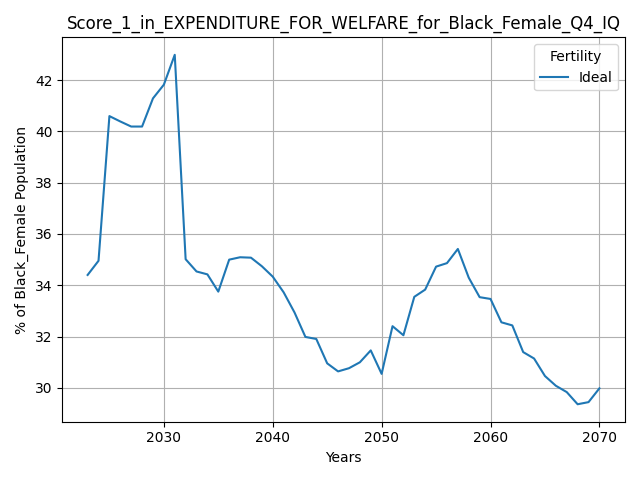 Score_1_in_EXPENDITURE_FOR_WELFARE_for_Black_Female_Q4_IQ
Fertility
Ideal
% of Black_Female Population
42
40
38
36
34
32
30
2030 2040 2050 2060 2070
Years